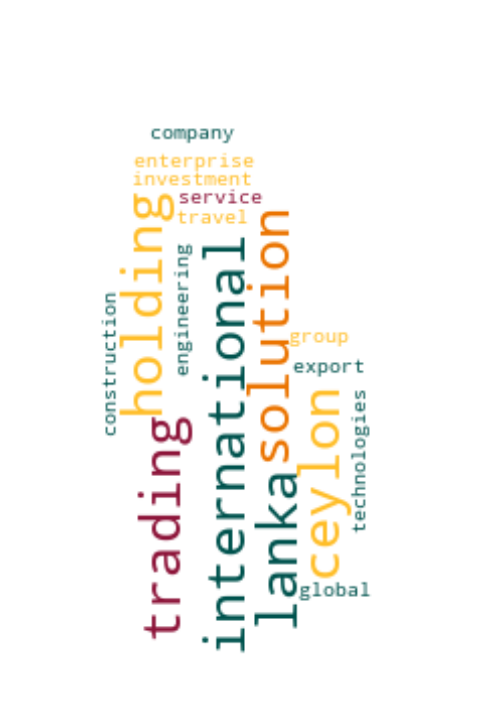 company
enterprise
investment
service
travel
holding
solution
international
engineering
construction
group
export
ceylon
technologies
trading
lanka
global